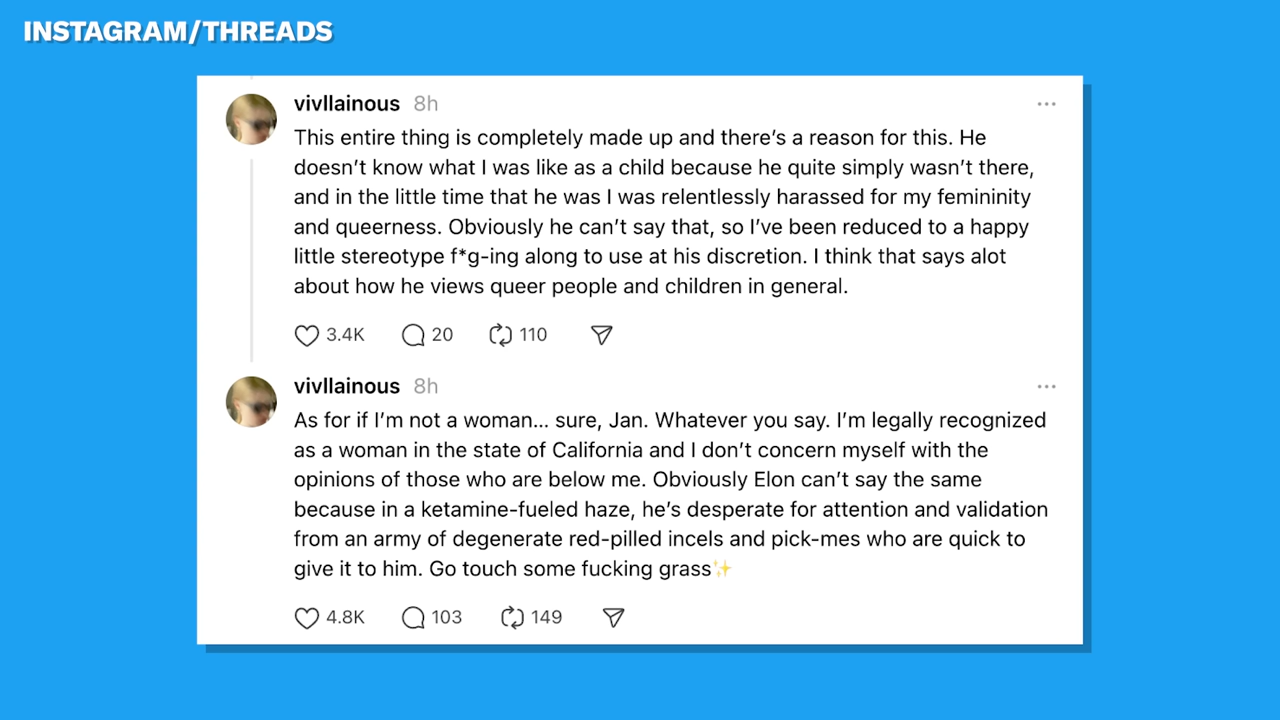 INSTAGRAM/THREADS
vivllainous 8h
This entire thing is completely made up and there's a reason for this. He
doesn't know what I was like as a child because he quite simply wasn't there,
and in the little time that he was I was relentlessly harassed for my femininity
and queerness. Obviously he can't say that, so I've been reduced to a happy
little stereotype f*g-ing along to use at his discretion. I think that says alot
about how he views queer people and children in general.
3.4K 20 110
vivllainous 8h
As for if I'm not a woman... sure, Jan. Whatever you say. I'm legally recognized
as a woman in the state of California and I don't concern myself with the
opinions of those who are below me. Obviously Elon can't say the same
because in a ketamine-fueled haze, he's desperate for attention and validation
from an army of degenerate red-pilled incels and pick-mes who are quick to
give it to him. Go touch some fucking grass✨
4.8K 103 149